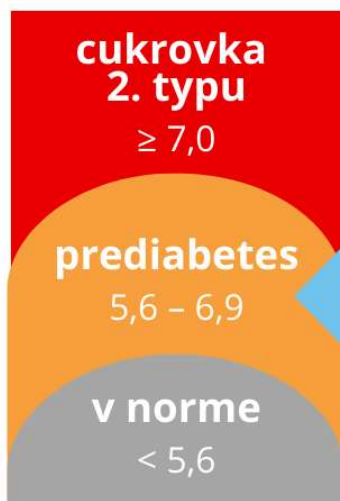 cukrovka
2. typu
≥ 7,0
prediabetes
5,6 – 6,9
v norme
< 5,6